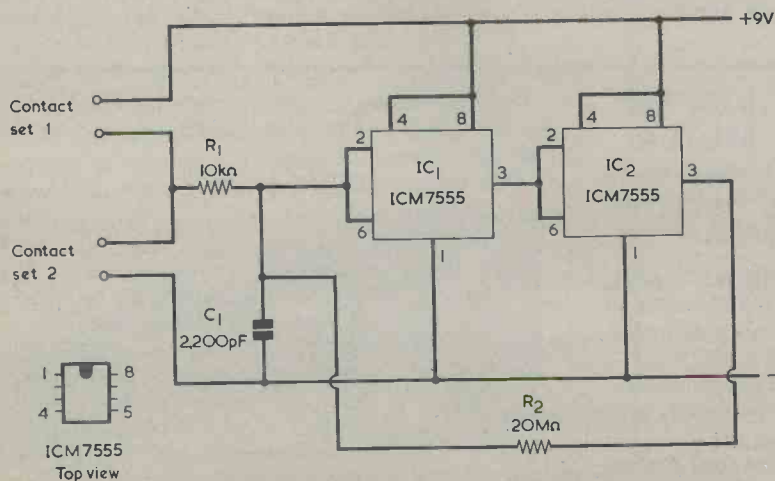 +9V
Contact
set 1
4
8
4
8
R1
10kΩ
2
IC1
ICM7555
3
2
IC2
ICM7555
3
6
1
6
1
Contact
set 2
C1
2,200pF
–
1
8
4
5
R2
20MΩ
ICM7555
Top view